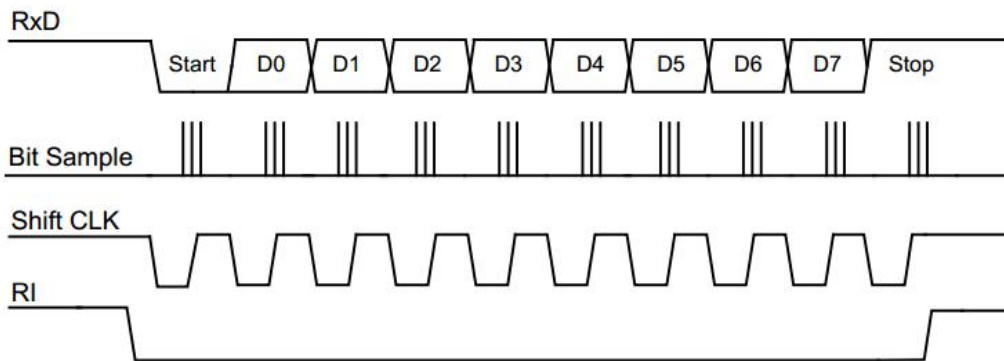 RxD
Start D0 D1 D2 D3 D4 D5 D6 D7 Stop
Bit Sample
Shift CLK
RI